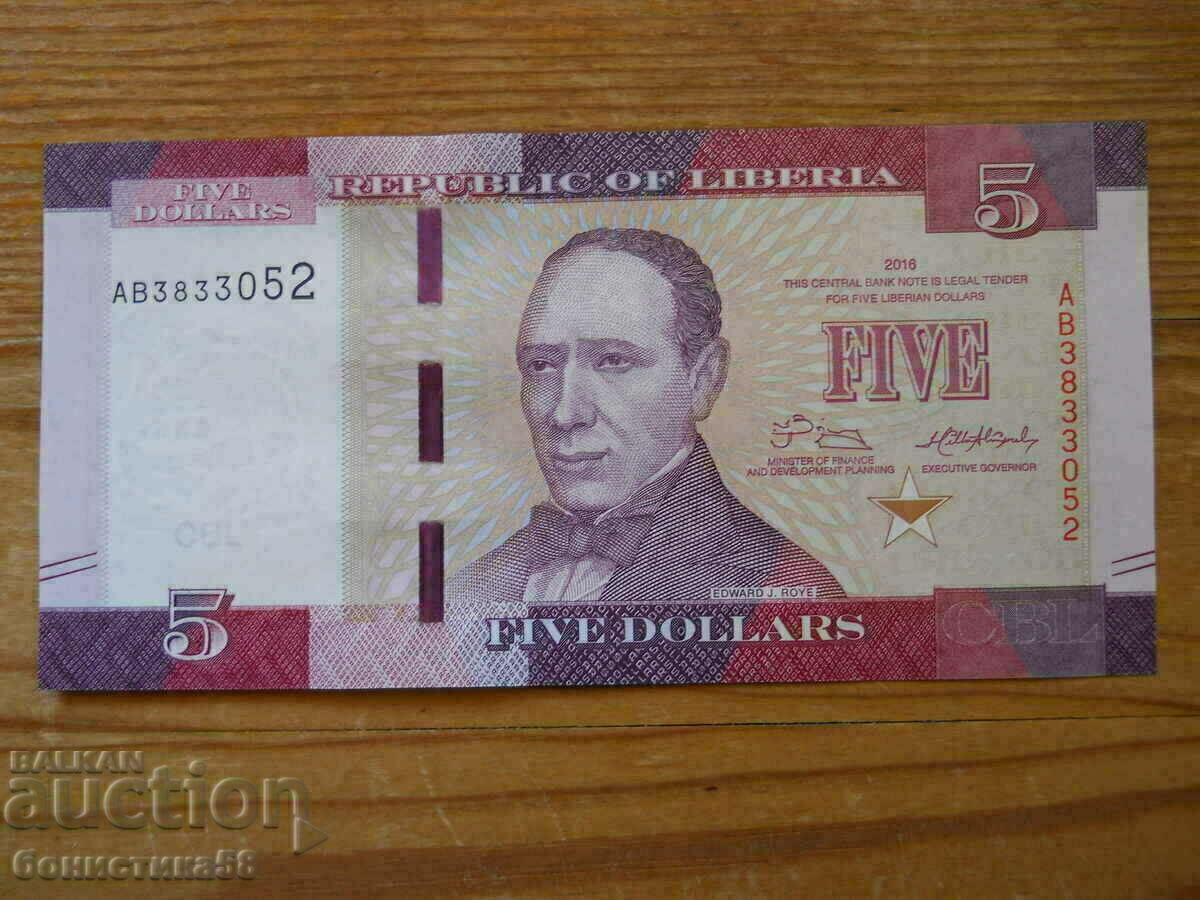 REPUBLIC OF LIBERIA
FIVE
DOLLARS
5
AB3833052
2016
THIS CENTRAL BANK NOTE IS LEGAL TENDER
FOR FIVE LIBERIAN DOLLARS
FIVE
AB3833052
MINISTER OF FINANCE
AND DEVELOPMENT PLANNING
EXECUTIVE GOVERNOR
CBL
EDWARD J. ROYE
5
FIVE DOLLARS
CBL
BALKAN
auction
бонистика58